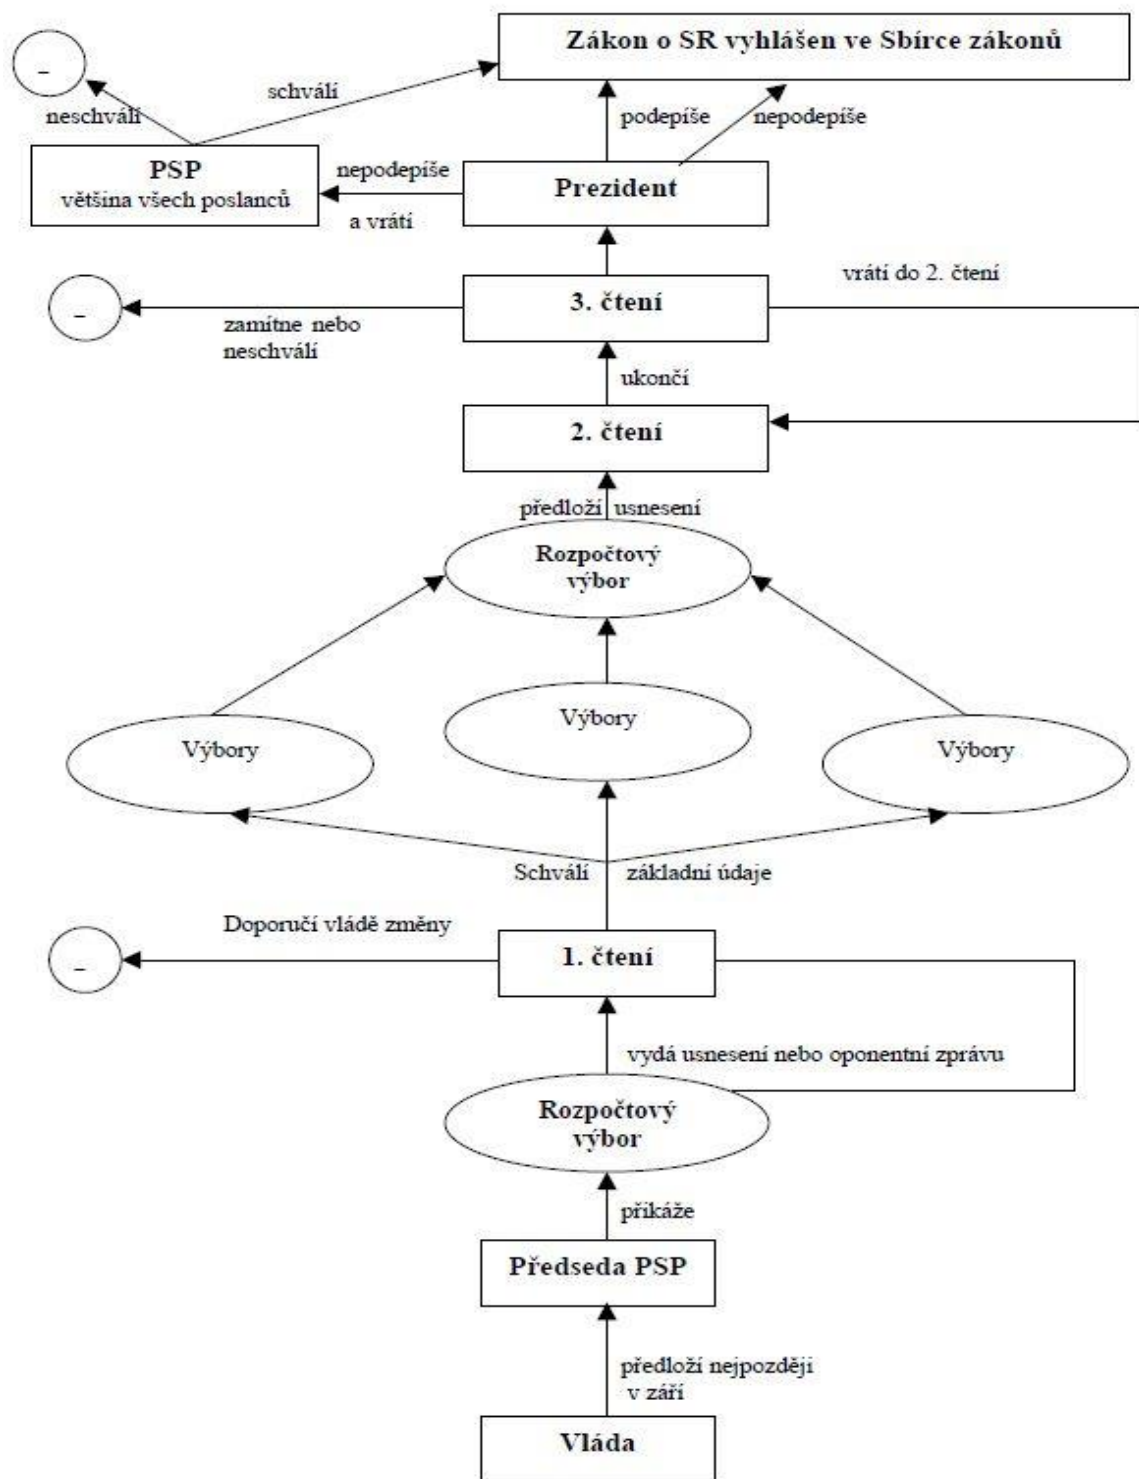 Zákon o SR vyhlášen ve Sbírce zákonů
–
neschválí
schválí
podepíše
nepodepíše
PSP
většina všech poslanců
nepodepíše
a vrátí
Prezident
–
zamítne nebo
neschválí
3. čtení
vrátí do 2. čtení
ukončí
2. čtení
předloží usnesení
Rozpočtový
výbor
Výbory
Výbory
Výbory
Schválí základní údaje
Doporučí vládě změny
–
1. čtení
vydá usnesení nebo oponentní zprávu
Rozpočtový
výbor
přikáže
Předseda PSP
předloží nejpozději
v září
Vláda